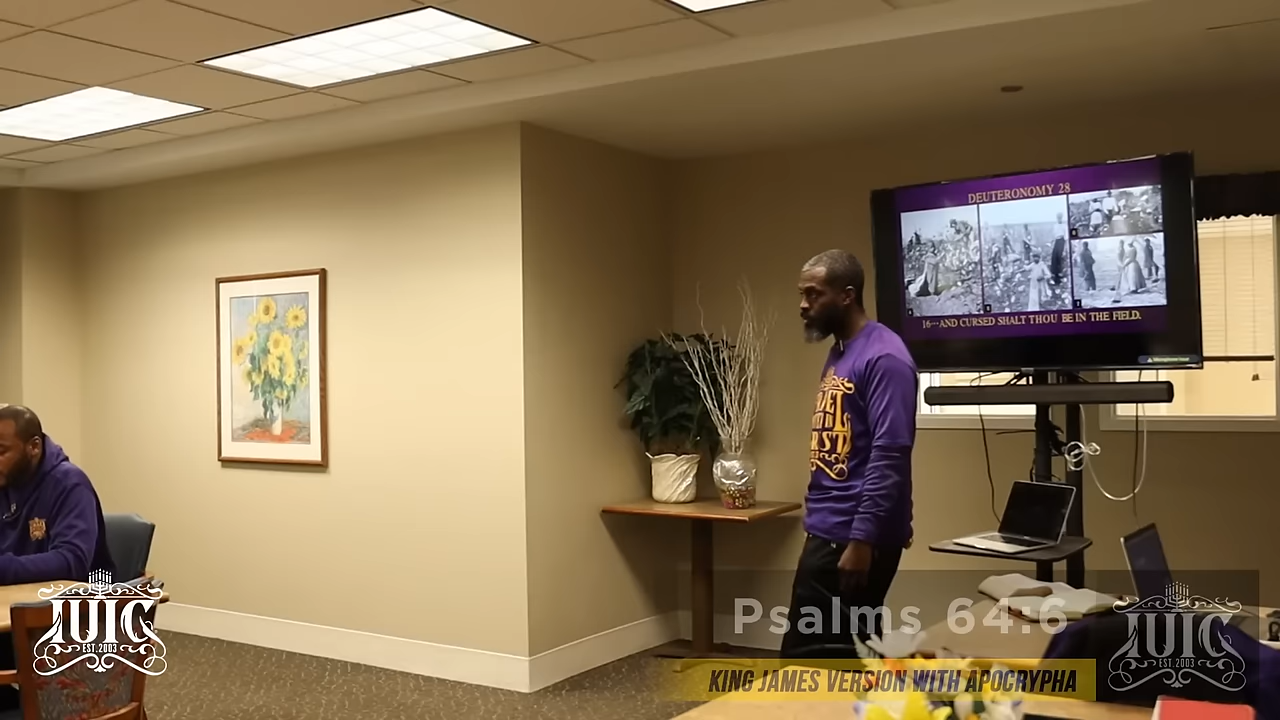 DEUTERONOMY 28
16--AND CURSED SHALT THOU BE IN THE FIELD.
Psalms 64:6
KING JAMES VERSION WITH APOCRYPHA
IUIC
EST. 2003
IUIC
EST. 2003